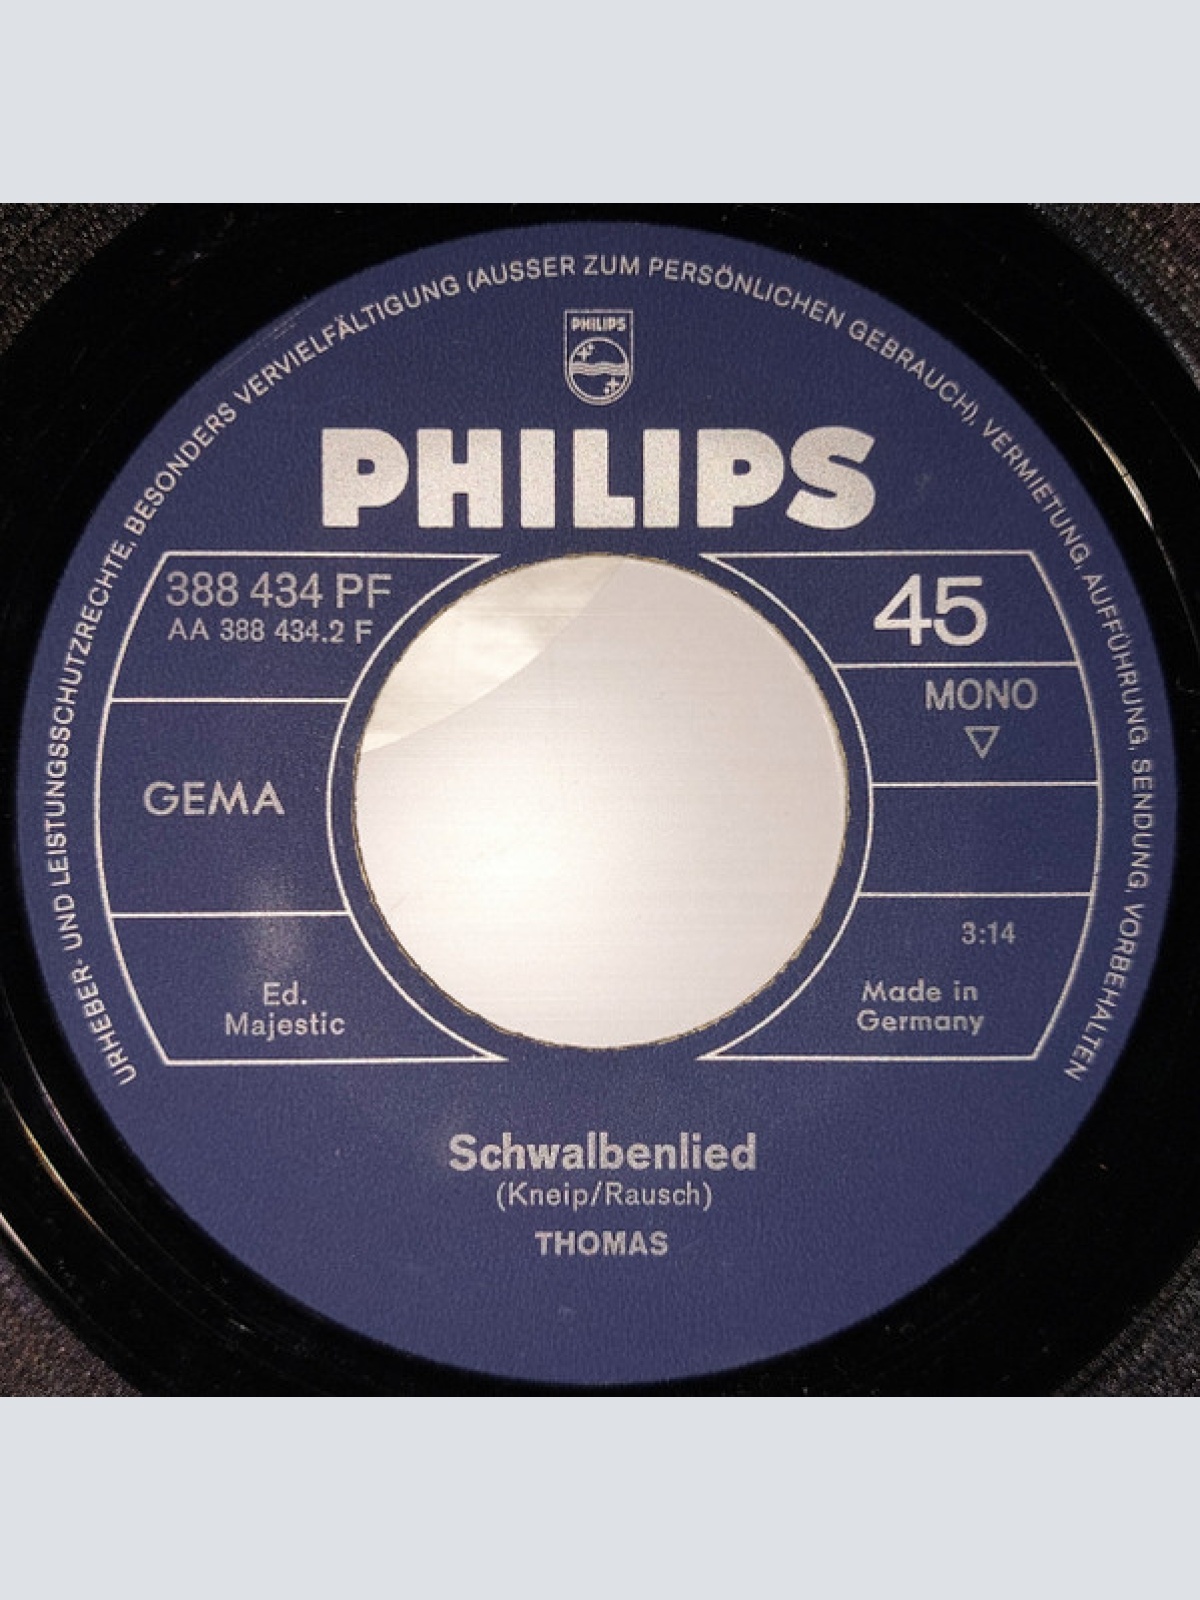 URHEBER- UND LEISTUNGSSCHUTZRECHTE, BESONDERS VERVIELFÄLTIGUNG (AUSSER ZUM PERSÖNLICHEN GEBRAUCH), VERMIETUNG, AUFFÜHRUNG, SENDUNG, VORBEHALTEN
PHILIPS
PHILIPS
388 434 PF
AA 388 434.2 F
GEMA
Ed.
Majestic
45
MONO
3:14
Made in
Germany
Schwalbenlied
(Kneip/Rausch)
THOMAS